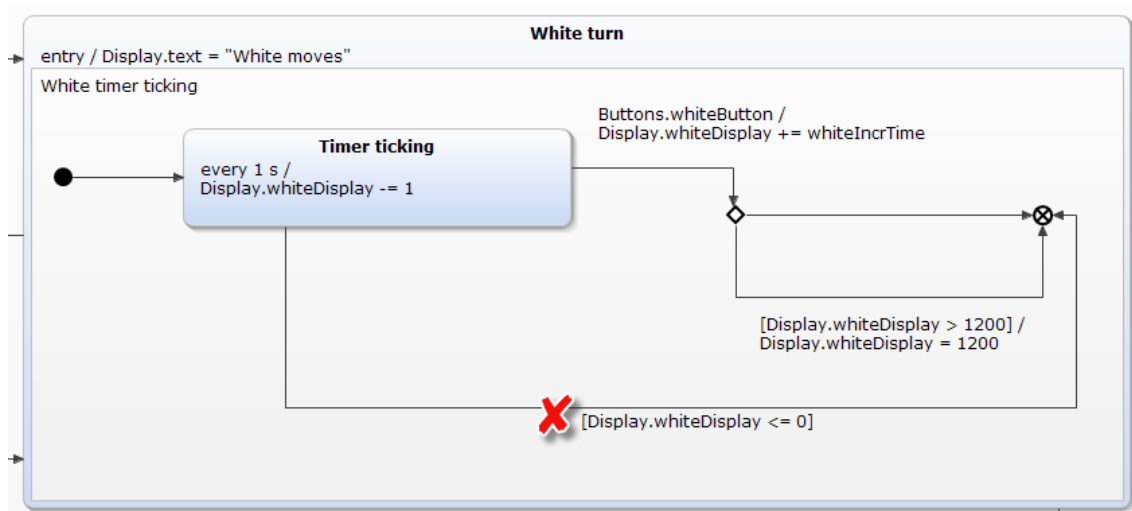 White turn
entry / Display.text = "White moves"
White timer ticking
Buttons.whiteButton /
Display.whiteDisplay += whiteIncrTime
Timer ticking
every 1 s /
Display.whiteDisplay -= 1
[Display.whiteDisplay > 1200] /
Display.whiteDisplay = 1200
[Display.whiteDisplay <= 0]